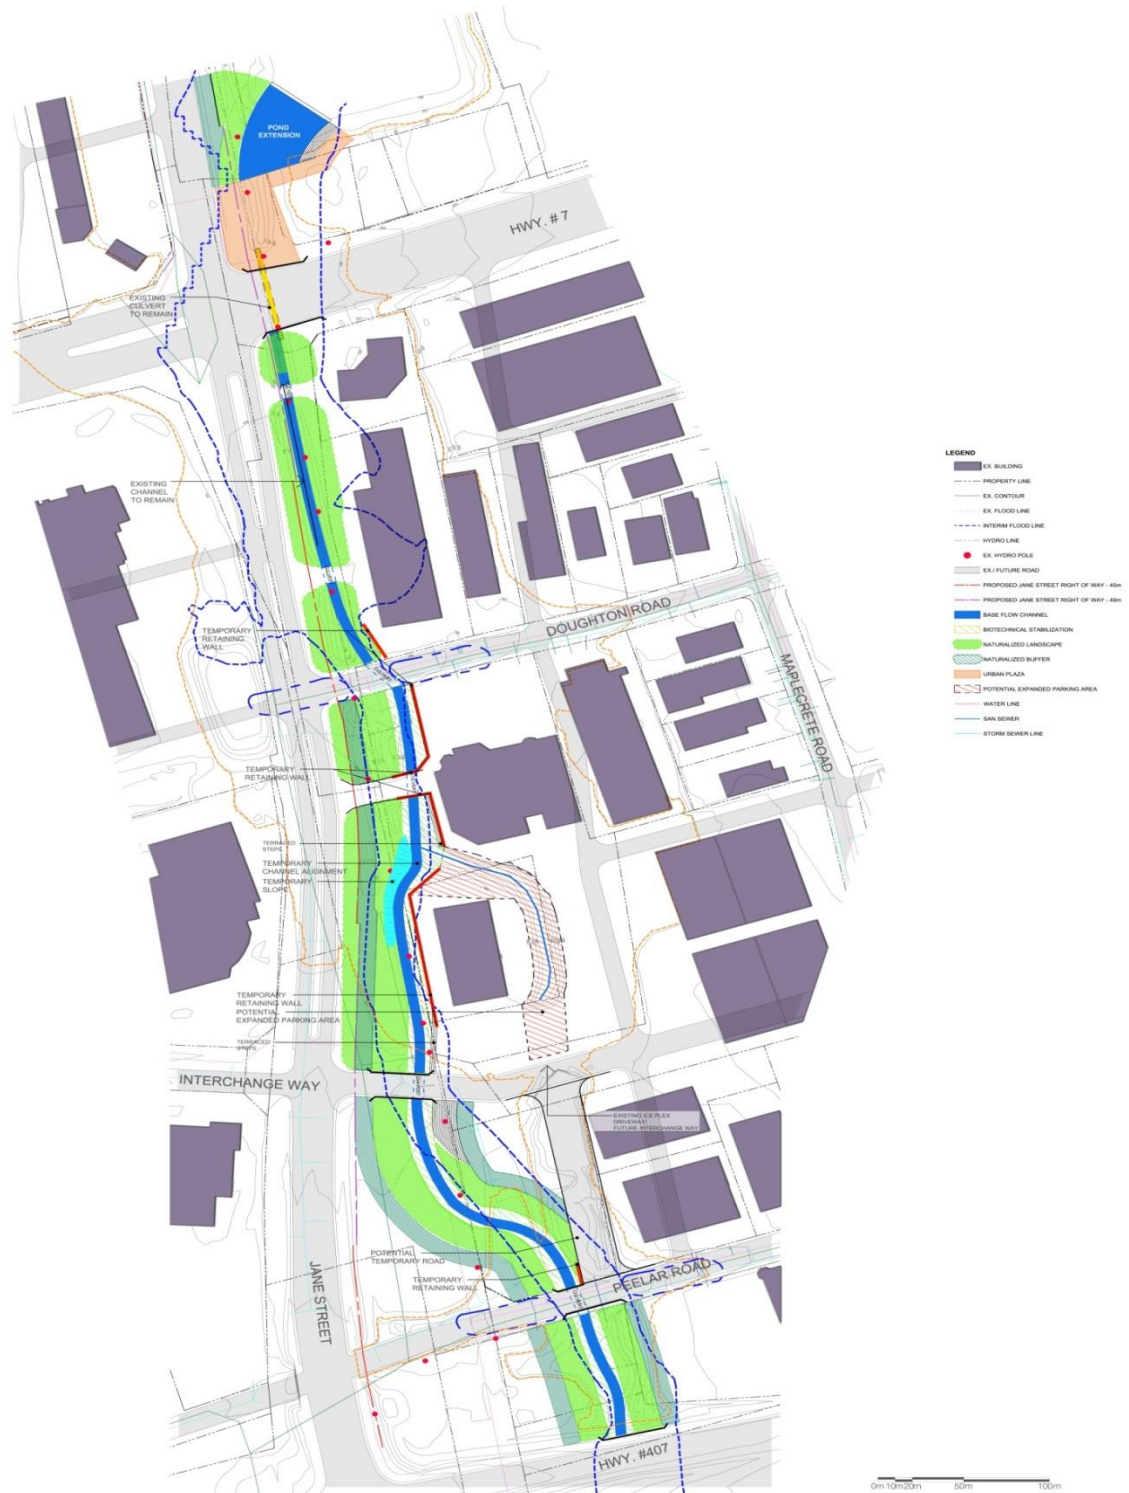 POND
EXTENSION
HWY. # 7
EXISTING
CULVERT
TO REMAIN
EXISTING
CHANNEL
TO REMAIN
TEMPORARY
RETAINING
WALL
DOUGHTON ROAD
MAPLECRETE ROAD
TEMPORARY
RETAINING WALL
TERRACED
STEPS
TEMPORARY
CHANNEL ALIGNMENT
TEMPORARY
SLOPE
TEMPORARY
RETAINING WALL
POTENTIAL
EXPANDED PARKING AREA
TERRACED
STEPS
INTERCHANGE WAY
EXISTING ICE PLEX
DRIVEWAY/
FUTURE INTERCHANGE WAY
POTENTIAL
TEMPORARY ROAD
TEMPORARY
RETAINING WALL
PEELAR ROAD
JANE STREET
HWY. #407
LEGEND
EX. BUILDING
PROPERTY LINE
EX. CONTOUR
EX. FLOOD LINE
INTERIM FLOOD LINE
HYDRO LINE
EX. HYDRO POLE
EX./ FUTURE ROAD
PROPOSED JANE STREET RIGHT OF WAY - 45m
PROPOSED JANE STREET RIGHT OF WAY - 49m
BASE FLOW CHANNEL
BIOTECHNICAL STABILIZATION
NATURALIZED LANDSCAPE
NATURALIZED BUFFER
URBAN PLAZA
POTENTIAL EXPANDED PARKING AREA
WATER LINE
SAN SEWER
STORM SEWER LINE
0m 10m20m 50m 100m